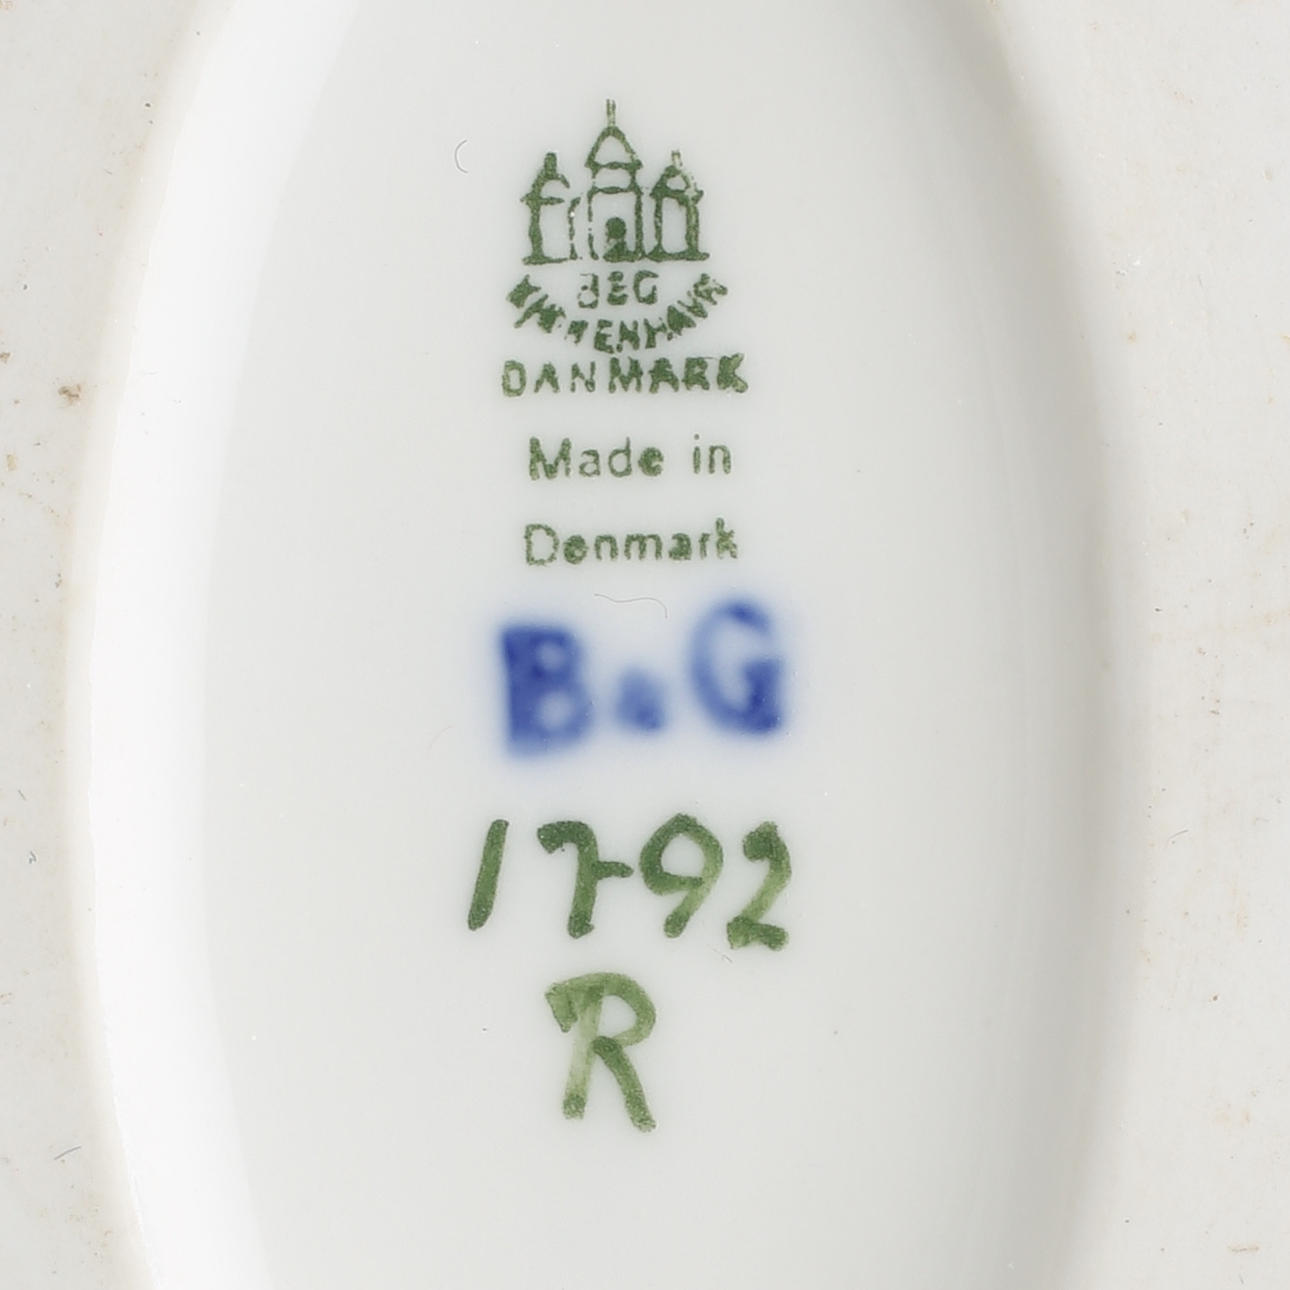 B&G
KJØBENHAVN
DANMARK
Made in
Denmark
B&G
1792
R